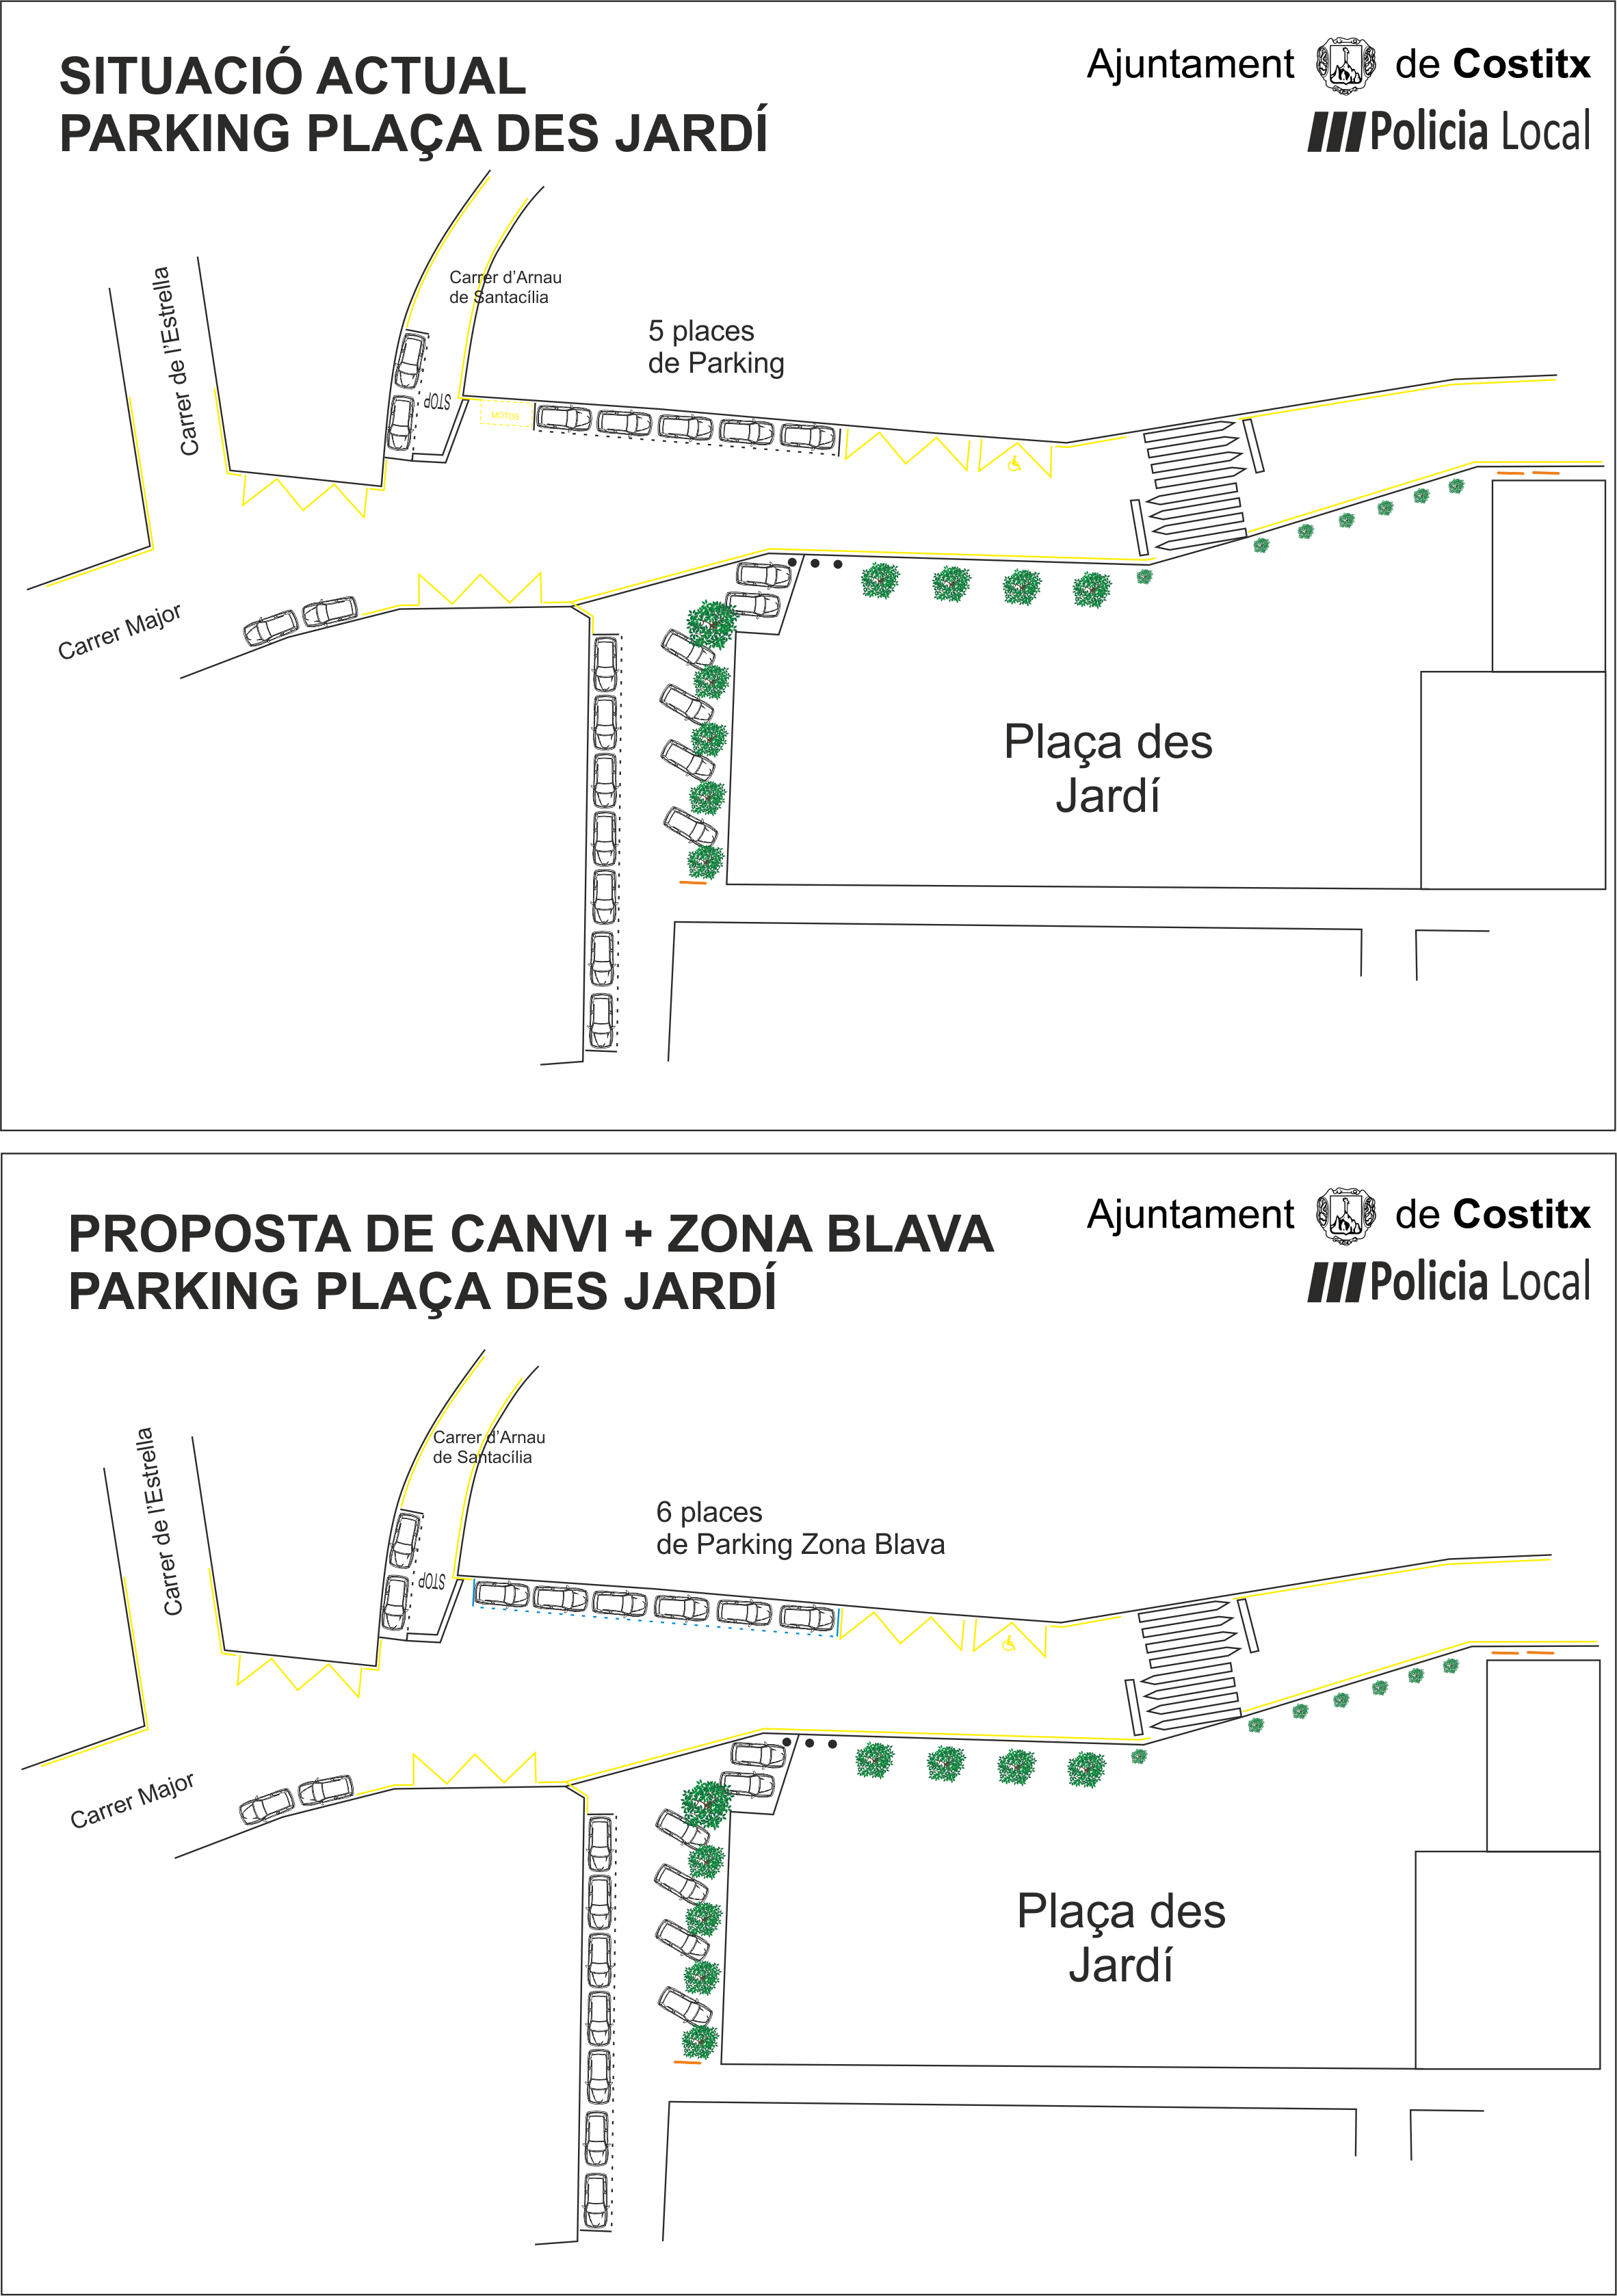 SITUACIÓ ACTUAL
PARKING PLAÇA DES JARDÍ
Ajuntament de Costitx
Policia Local
Carrer de l'Estrella
Carrer d'Arnau
de Santacília
5 places
de Parking
STOP
MOTOS
Carrer Major
Plaça des
Jardí
PROPOSTA DE CANVI + ZONA BLAVA
PARKING PLAÇA DES JARDÍ
Ajuntament de Costitx
Policia Local
Carrer de l'Estrella
Carrer d'Arnau
de Santacília
6 places
de Parking Zona Blava
STOP
Carrer Major
Plaça des
Jardí